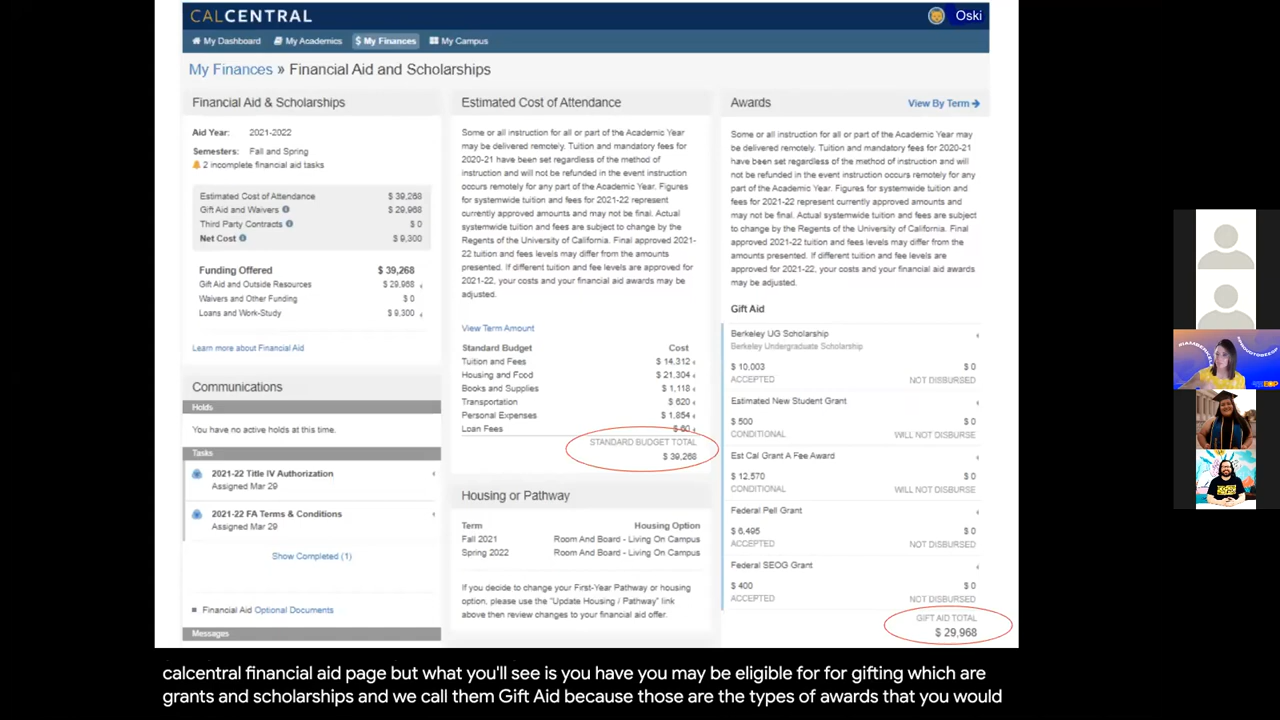 CALCENTRAL
Oski
My Dashboard
My Academics
$ My Finances
My Campus
My Finances » Financial Aid and Scholarships
Financial Aid & Scholarships
Aid Year: 2021-2022
Semesters: Fall and Spring
2 incomplete financial aid tasks
Estimated Cost of Attendance $ 39,268
Gift Aid and Waivers $ 29,968
Third Party Contracts $ 0
Net Cost $ 9,300
Funding Offered $ 39,268
Gift Aid and Outside Resources $ 29,968
Waivers and Other Funding $ 0
Loans and Work-Study $ 9,300
Learn more about Financial Aid
Communications
Holds
You have no active holds at this time.
Tasks
2021-22 Title IV Authorization
Assigned Mar 29
2021-22 FA Terms & Conditions
Assigned Mar 29
Show Completed (1)
Financial Aid Optional Documents
Messages
Estimated Cost of Attendance
Some or all instruction for all or part of the Academic Year
may be delivered remotely. Tuition and mandatory fees for
2020-21 have been set regardless of the method of
instruction and will not be refunded in the event instruction
occurs remotely for any part of the Academic Year. Figures
for systemwide tuition and fees for 2021-22 represent
currently approved amounts and may not be final. Actual
systemwide tuition and fees are subject to change by the
Regents of the University of California. Final approved 2021-
22 tuition and fees levels may differ from the amounts
presented. If different tuition and fee levels are approved for
2021-22, your costs and your financial aid awards may be
adjusted.
View Term Amount
Standard Budget Cost
Tuition and Fees $ 14,312
Housing and Food $ 21,304
Books and Supplies $ 1,118
Transportation $ 620
Personal Expenses $ 1,854
Loan Fees $ 60
STANDARD BUDGET TOTAL
$ 39,268
Housing or Pathway
Term Housing Option
Fall 2021 Room And Board - Living On Campus
Spring 2022 Room And Board - Living On Campus
If you decide to change your First-Year Pathway or housing
option, please use the "Update Housing / Pathway" link
above then review changes to your financial aid offer.
Awards
View By Term
Some or all instruction for all or part of the Academic Year may
be delivered remotely. Tuition and mandatory fees for 2020-21
have been set regardless of the method of instruction and will
not be refunded in the event instruction occurs remotely for any
part of the Academic Year. Figures for systemwide tuition and
fees for 2021-22 represent currently approved amounts and
may not be final. Actual systemwide tuition and fees are subject
to change by the Regents of the University of California. Final
approved 2021-22 tuition and fees levels may differ from the
amounts presented. If different tuition and fee levels are
approved for 2021-22, your costs and your financial aid awards
may be adjusted.
Gift Aid
Berkeley UG Scholarship
Berkeley Undergraduate Scholarship
$ 10,003 $ 0
ACCEPTED NOT DISBURSED
Estimated New Student Grant
$ 500 $ 0
CONDITIONAL WILL NOT DISBURSE
Est Cal Grant A Fee Award
$ 12,570 $ 0
CONDITIONAL WILL NOT DISBURSE
Federal Pell Grant
$ 6,495 $ 0
ACCEPTED NOT DISBURSED
Federal SEOG Grant
$ 400 $ 0
ACCEPTED NOT DISBURSED
GIFT AID TOTAL
$ 29,968
calcentral financial aid page but what you'll see is you have you may be eligible for for gifting which are
grants and scholarships and we call them Gift Aid because those are the types of awards that you would